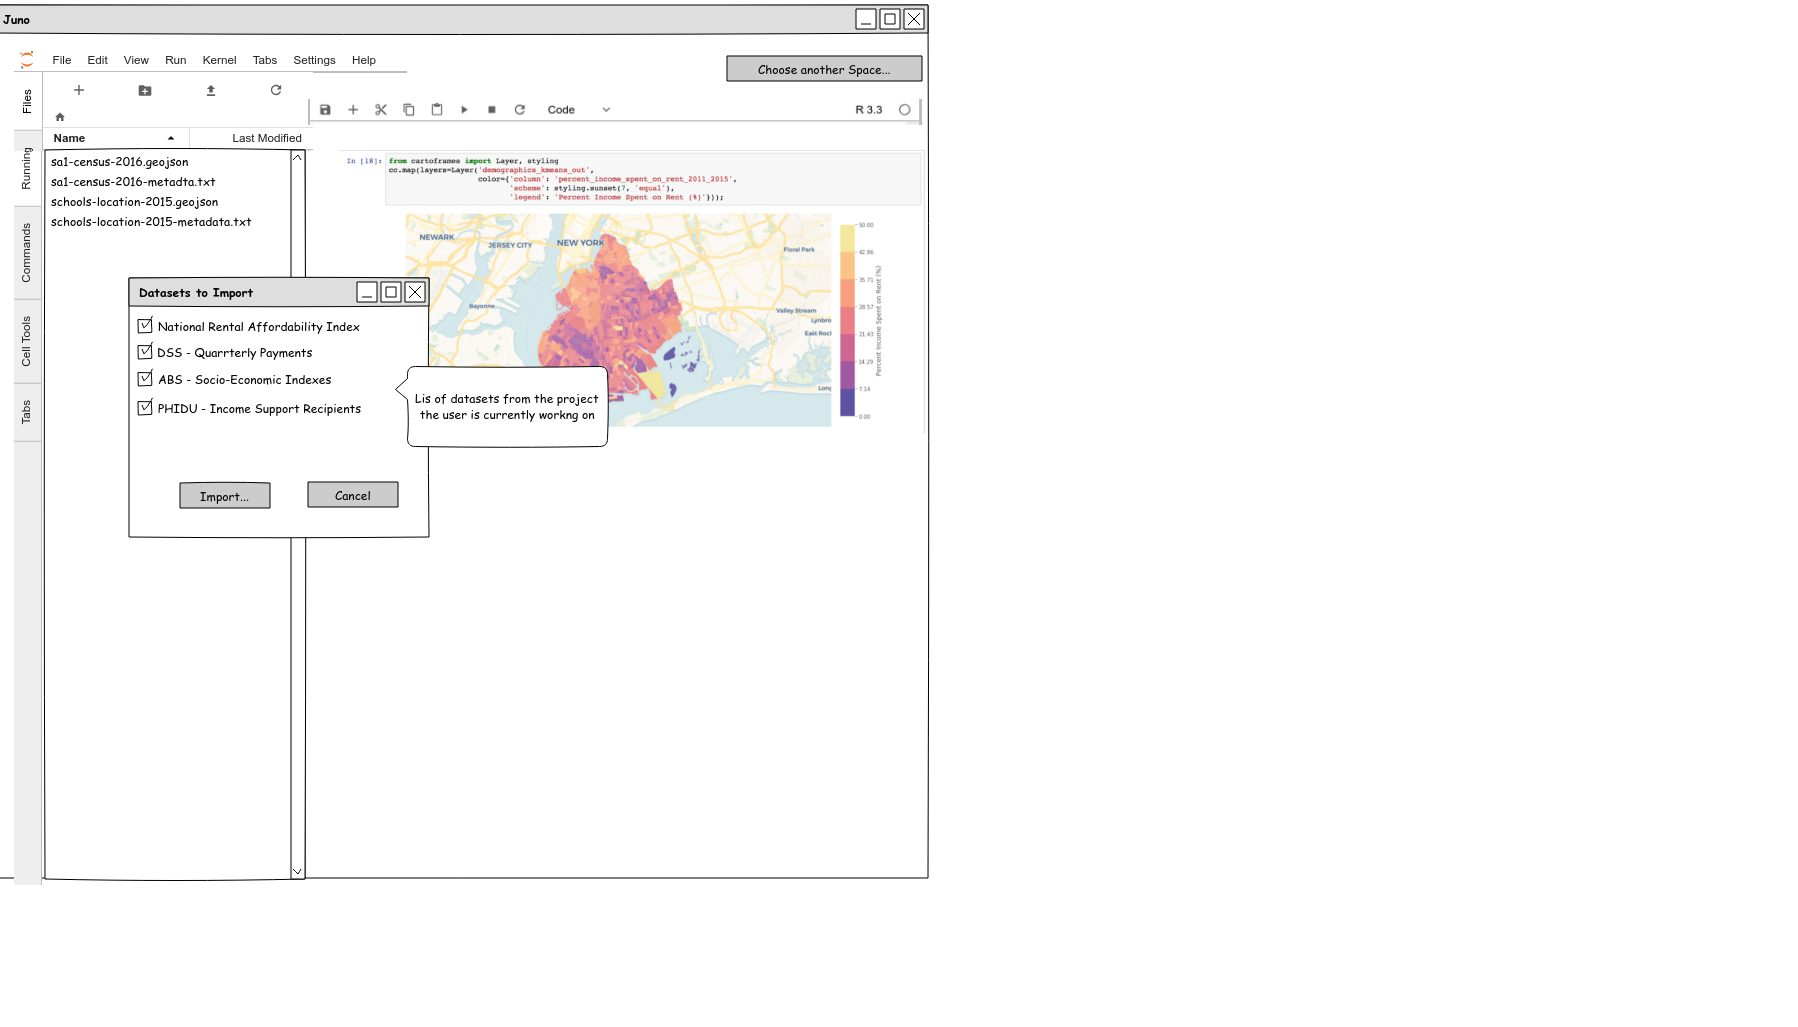 Juno
File Edit View Run Kernel Tabs Settings Help
Choose another Space...
Files
Running
Commands
Cell Tools
Tabs
Name
Last Modified
sa1-census-2016.geojson
sa1-census-2016-metadta.txt
schools-location-2015.geojson
schools-location-2015-metadata.txt
Code
R 3.3
In [18]:
from cartoframes import Layer, styling
cc.map(layers=Layer('demographics_kmeans_out',
color={'column': 'percent_income_spent_on_rent_2011_2015',
'scheme': styling.sunset(7, 'equal'),
'legend': 'Percent Income Spent on Rent (%)'}));
NEWARK
JERSEY CITY
NEW YORK
Floral Park
Bayonne
Valley Stream
Lynbro
East Rocl
Long
50.00
42.86
35.71
28.57
21.43
14.29
7.14
0.00
Percent Income Spent on Rent (%)
Datasets to Import
National Rental Affordability Index
DSS - Quarrterly Payments
ABS - Socio-Economic Indexes
PHIDU - Income Support Recipients
Import...
Cancel
Lis of datasets from the project
the user is currently workng on